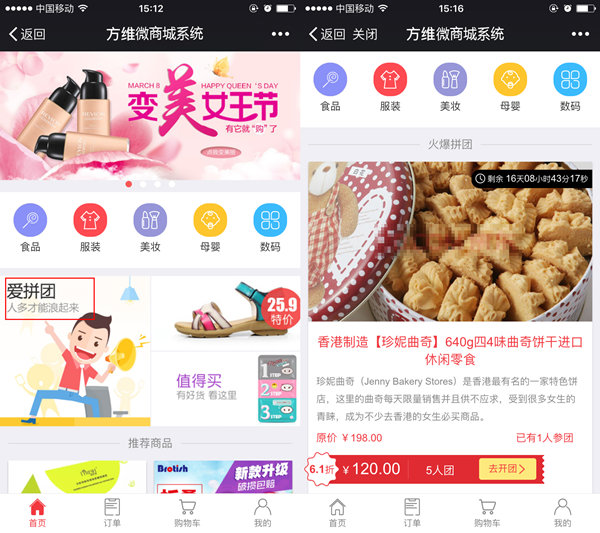 中国移动
15:12
返回
方维微商城系统
MARCH 8
HAPPY QUEEN'S DAY
变美女王节
有它就“购”了
REVLON
食品
服装
美妆
母婴
数码
爱拼团
人多才能浪起来
25.9
特价
值得买
有好货 看这里
1 STEP
2 STEP
3 STEP
推荐商品
Brotish
新款升级
破损包赔
首页
订单
购物车
我的
中国移动
15:16
返回 关闭
方维微商城系统
食品
服装
美妆
母婴
数码
火爆拼团
剩余 16天08小时43分17秒
香港制造【珍妮曲奇】640g四4味曲奇饼干进口
休闲零食
珍妮曲奇（Jenny Bakery Stores）是香港最有名的一家特色饼
店，这里的曲奇每天限量销售并且供不应求，受到很多女生的
青睐，成为不少去香港的女生必买商品。
原价 ￥198.00
已有1人参团
6.1折
￥120.00
5人团
去开团>
首页
订单
购物车
我的